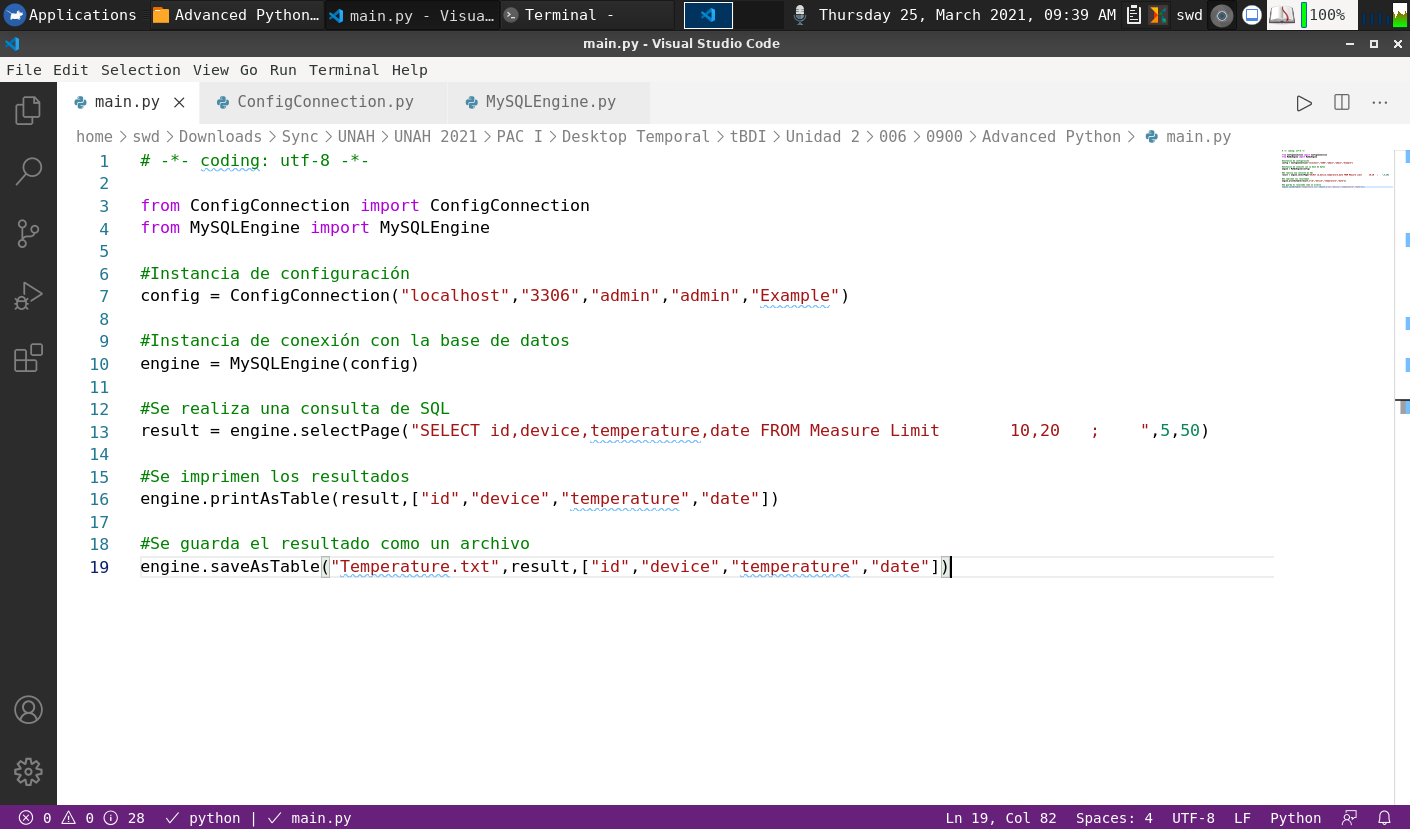 Applications Advanced Python... main.py - Visua... Terminal - Thursday 25, March 2021, 09:39 AM swd 100%
main.py - Visual Studio Code
File Edit Selection View Go Run Terminal Help
main.py ConfigConnection.py MySQLEngine.py
home > swd > Downloads > Sync > UNAH > UNAH 2021 > PAC I > Desktop Temporal > tBDI > Unidad 2 > 006 > 0900 > Advanced Python > main.py
1 # -*- coding: utf-8 -*-
2
3 from ConfigConnection import ConfigConnection
4 from MySQLEngine import MySQLEngine
5
6 #Instancia de configuración
7 config = ConfigConnection("localhost","3306","admin","admin","Example")
8
9 #Instancia de conexión con la base de datos
10 engine = MySQLEngine(config)
11
12 #Se realiza una consulta de SQL
13 result = engine.selectPage("SELECT id,device,temperature,date FROM Measure Limit       10,20   ;    ",5,50)
14
15 #Se imprimen los resultados
16 engine.printAsTable(result,["id","device","temperature","date"])
17
18 #Se guarda el resultado como un archivo
19 engine.saveAsTable("Temperature.txt",result,["id","device","temperature","date"])
0 0 28 python | main.py Ln 19, Col 82 Spaces: 4 UTF-8 LF Python